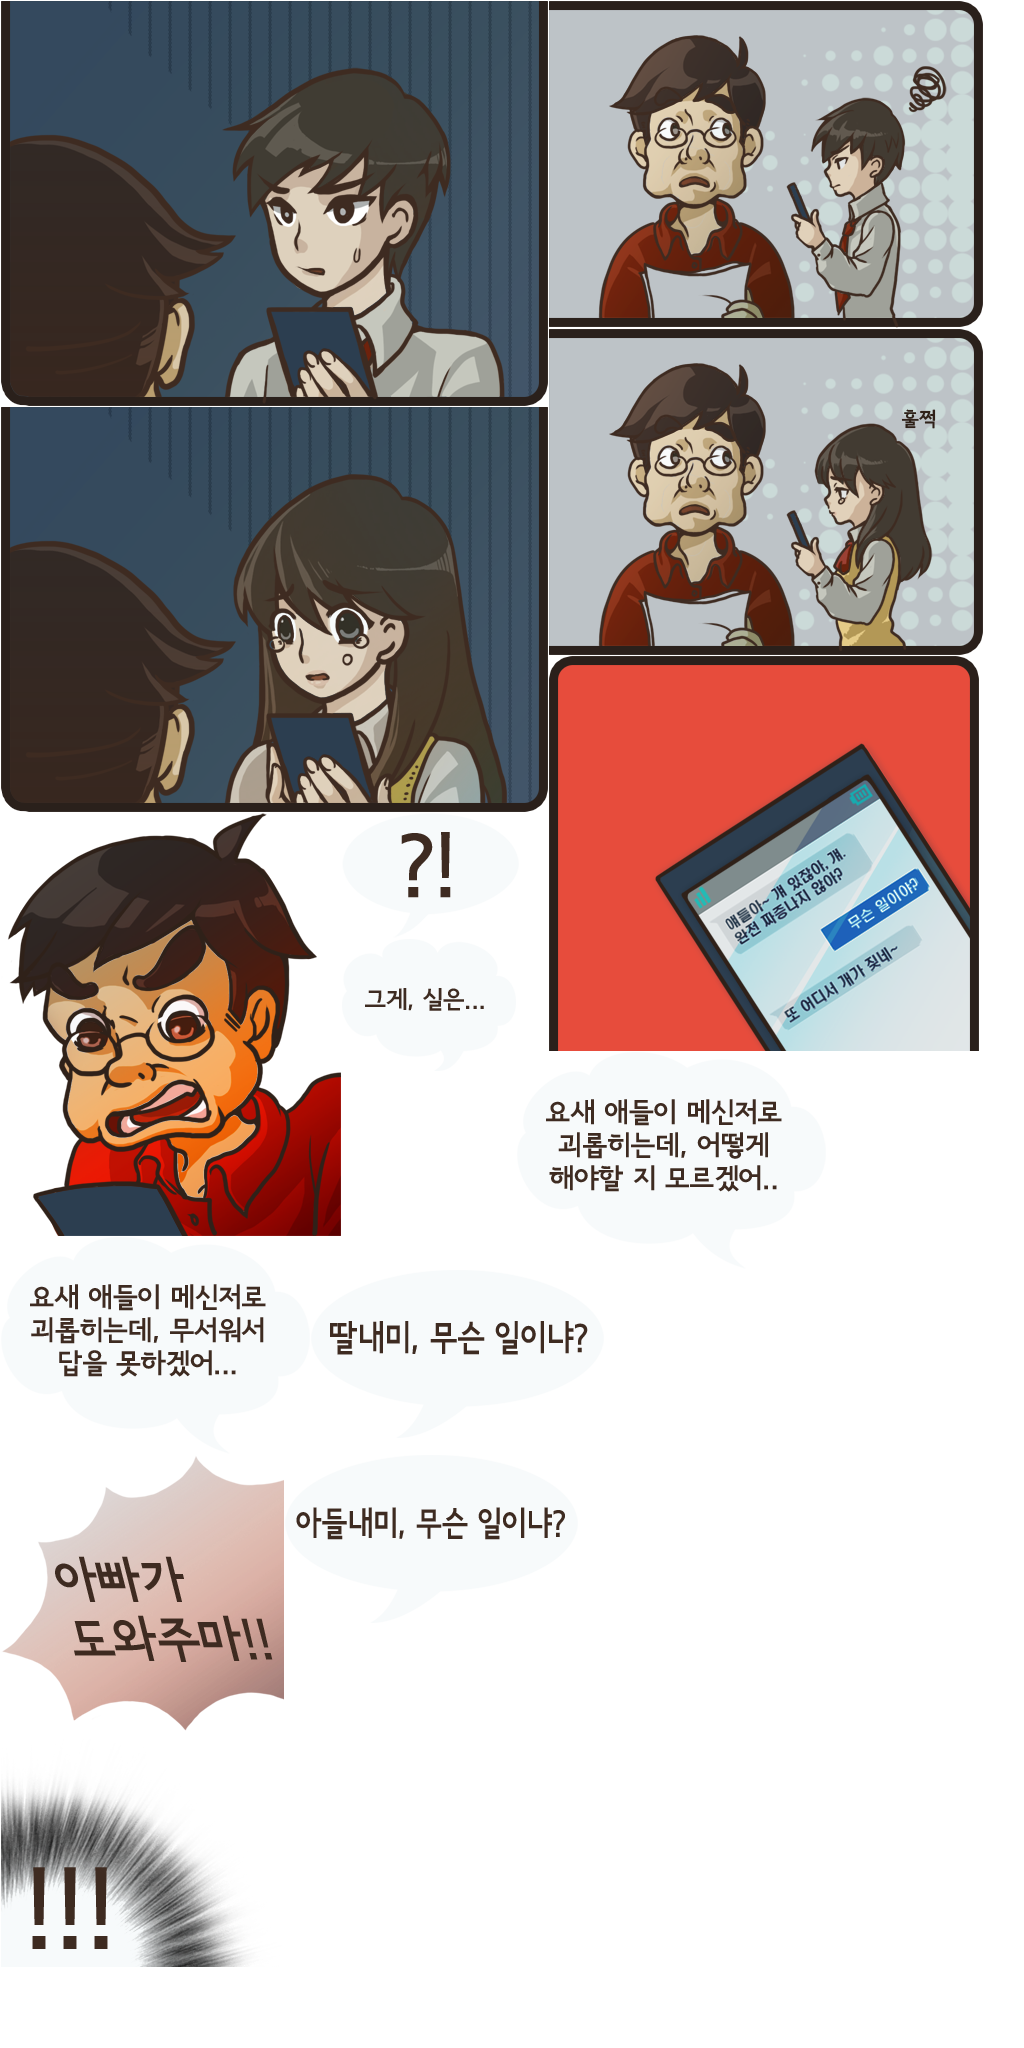 훌쩍
얘들아~ 걔 있잖아, 걔.
완전 짜증나지 않아?
무슨 일이야?
또 어디서 개가 짖네~
?!
그게, 실은...
요새 애들이 메신저로
괴롭히는데, 어떻게
해야할 지 모르겠어..
요새 애들이 메신저로
괴롭히는데, 무서워서
답을 못하겠어...
딸내미, 무슨 일이냐?
아들내미, 무슨 일이냐?
아빠가
도와주마!!
!!!